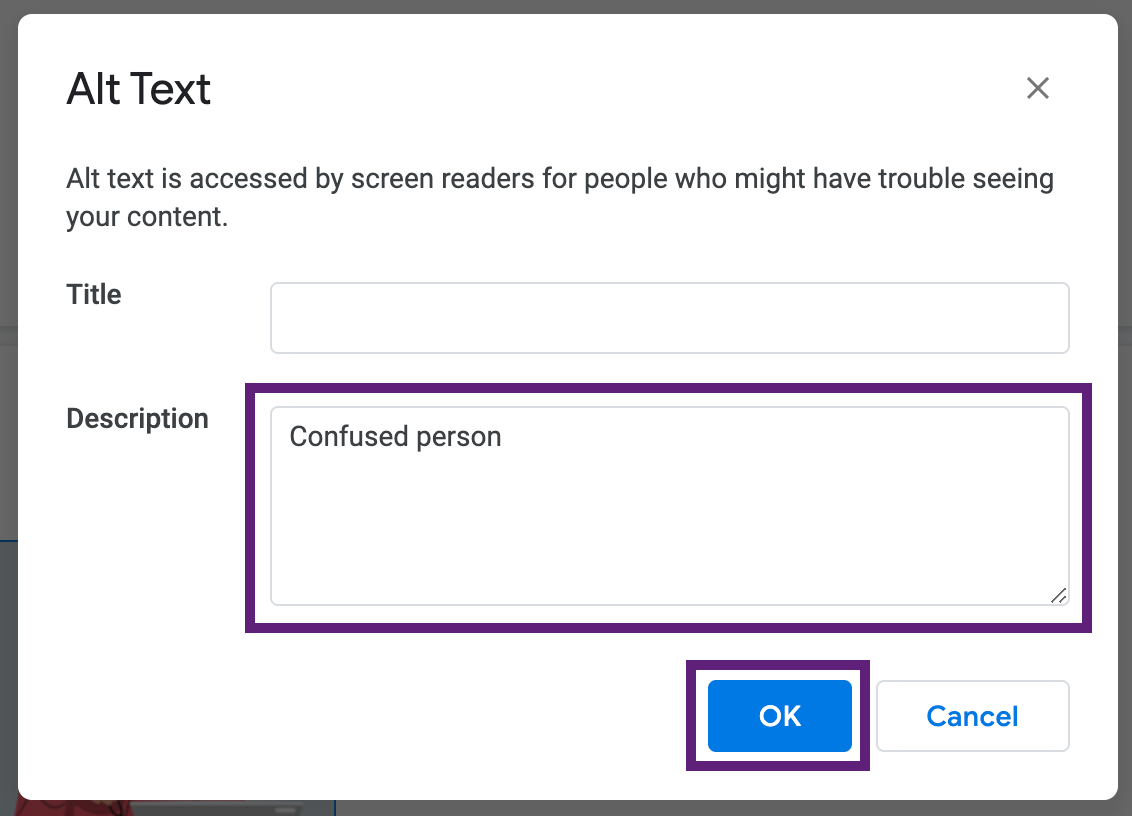 Alt Text
Alt text is accessed by screen readers for people who might have trouble seeing
your content.
Title
Description
Confused person
OK
Cancel